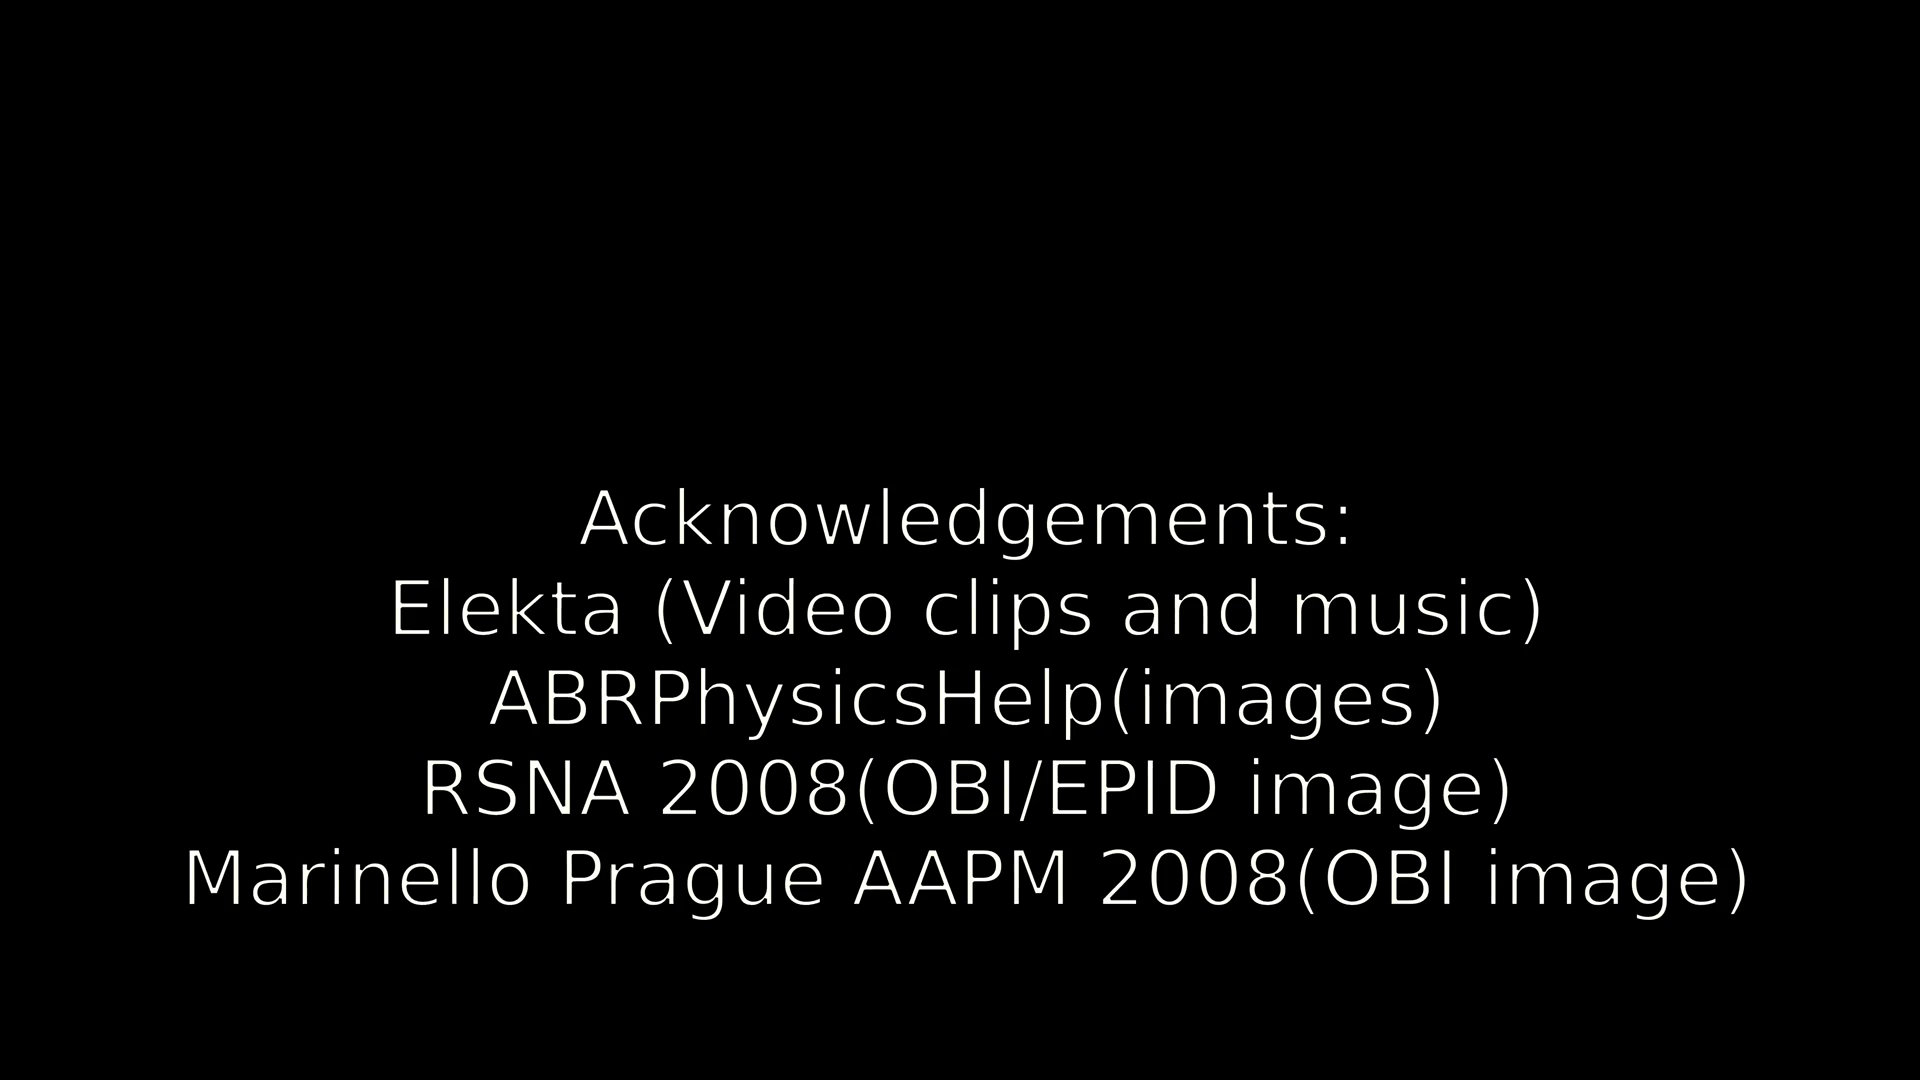 Acknowledgements:
Elekta (Video clips and music)
ABRPhysicsHelp(images)
RSNA 2008(OBI/EPID image)
Marinello Prague AAPM 2008(OBI image)